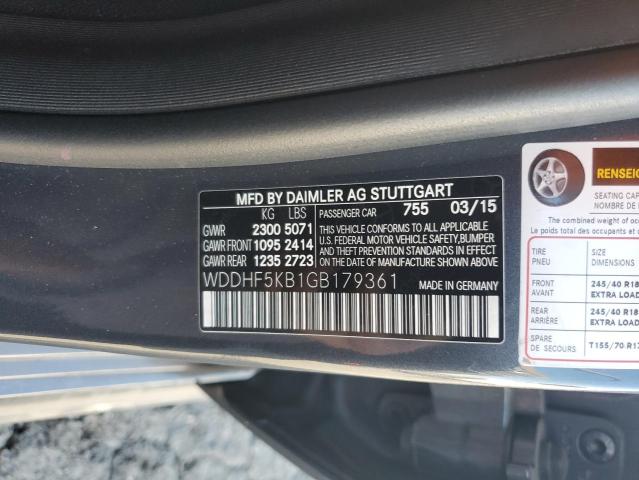 MFD BY DAIMLER AG STUTTGART
KG LBS PASSENGER CAR 755 03/15
GVWR 2300 5071
GAWR FRONT 1095 2414
GAWR REAR 1235 2723
THIS VEHICLE CONFORMS TO ALL APPLICABLE
U.S. FEDERAL MOTOR VEHICLE SAFETY,BUMPER
AND THEFT PREVENTION STANDARDS IN EFFECT
ON THE DATE OF MANUFACTURE SHOWN ABOVE.
WDDHF5KB1GB179361 MADE IN GERMANY
RENSEIG
SEATING CAP
NOMBRE DE
The combined weight of occ
Le poids total des occupants et d
TIRE SIZE
PNEU DIMENSIONS
FRONT 245/40 R18
AVANT EXTRA LOAD
REAR 245/40 R18
ARRIÈRE EXTRA LOAD
SPARE T155/70 R17
DE SECOURS